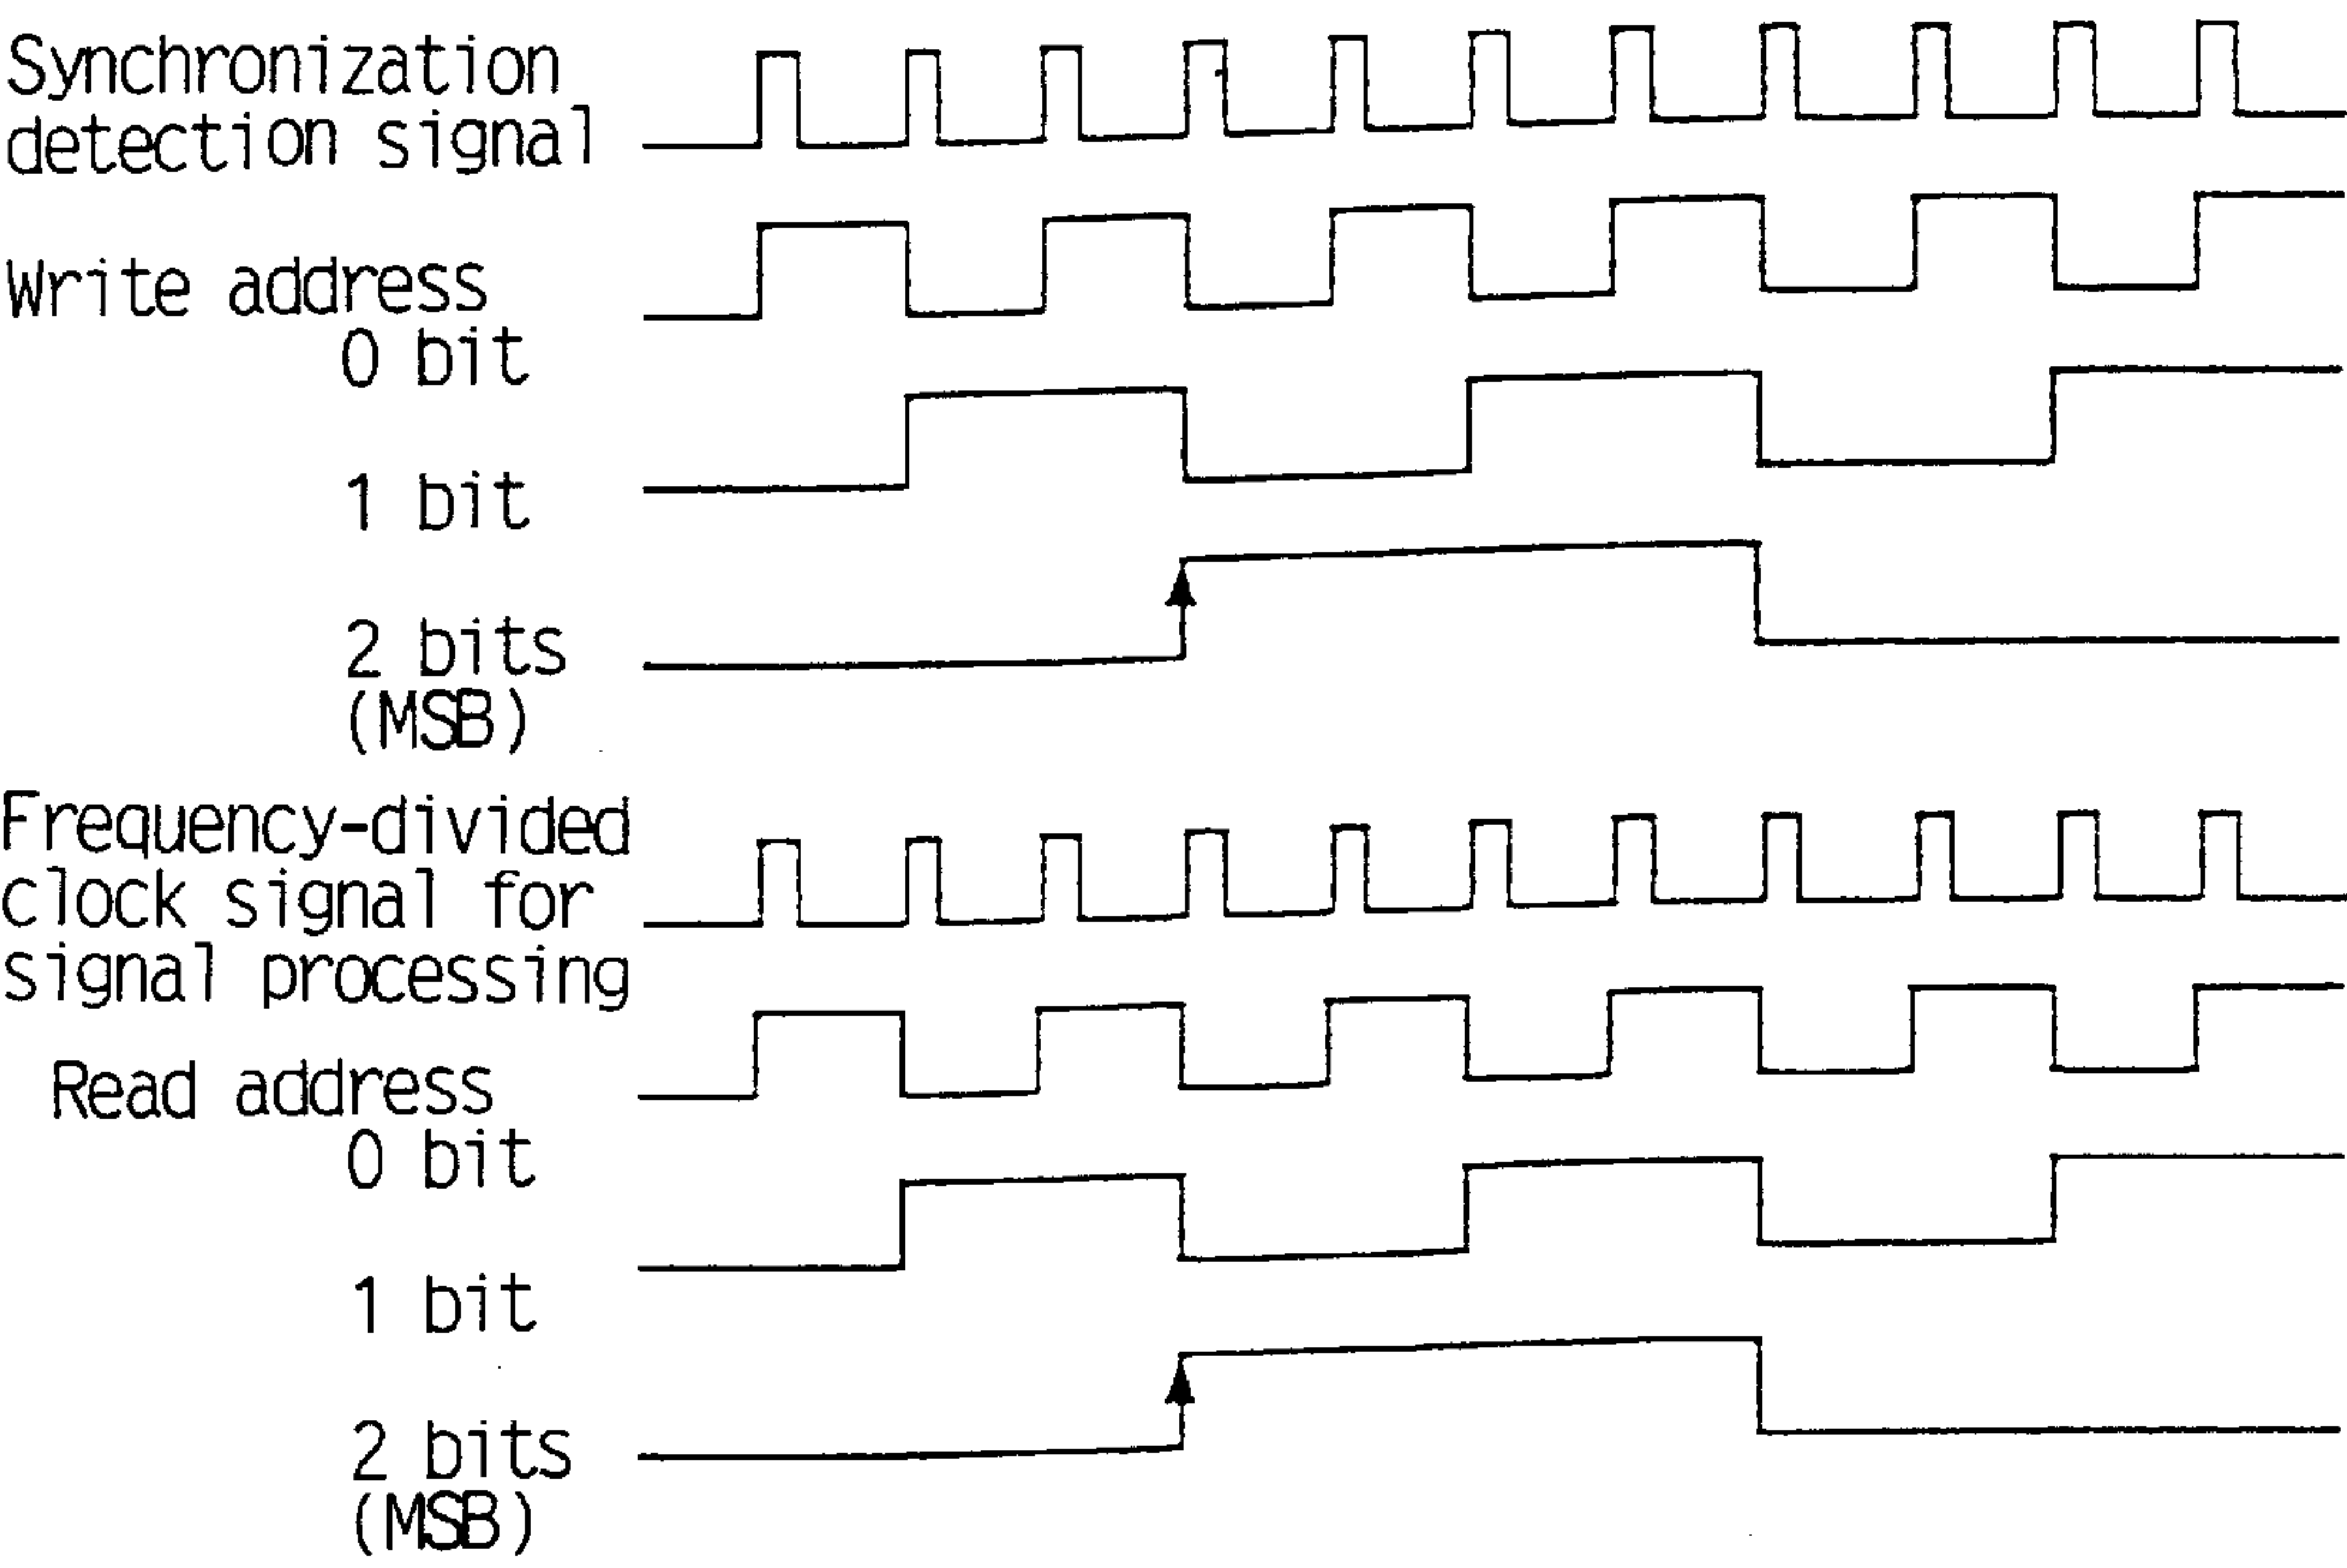 Synchronization
detection signal
Write address
0 bit
1 bit
2 bits
(MSB)
Frequency-divided
clock signal for
signal processing
Read address
0 bit
1 bit
2 bits
(MSB)